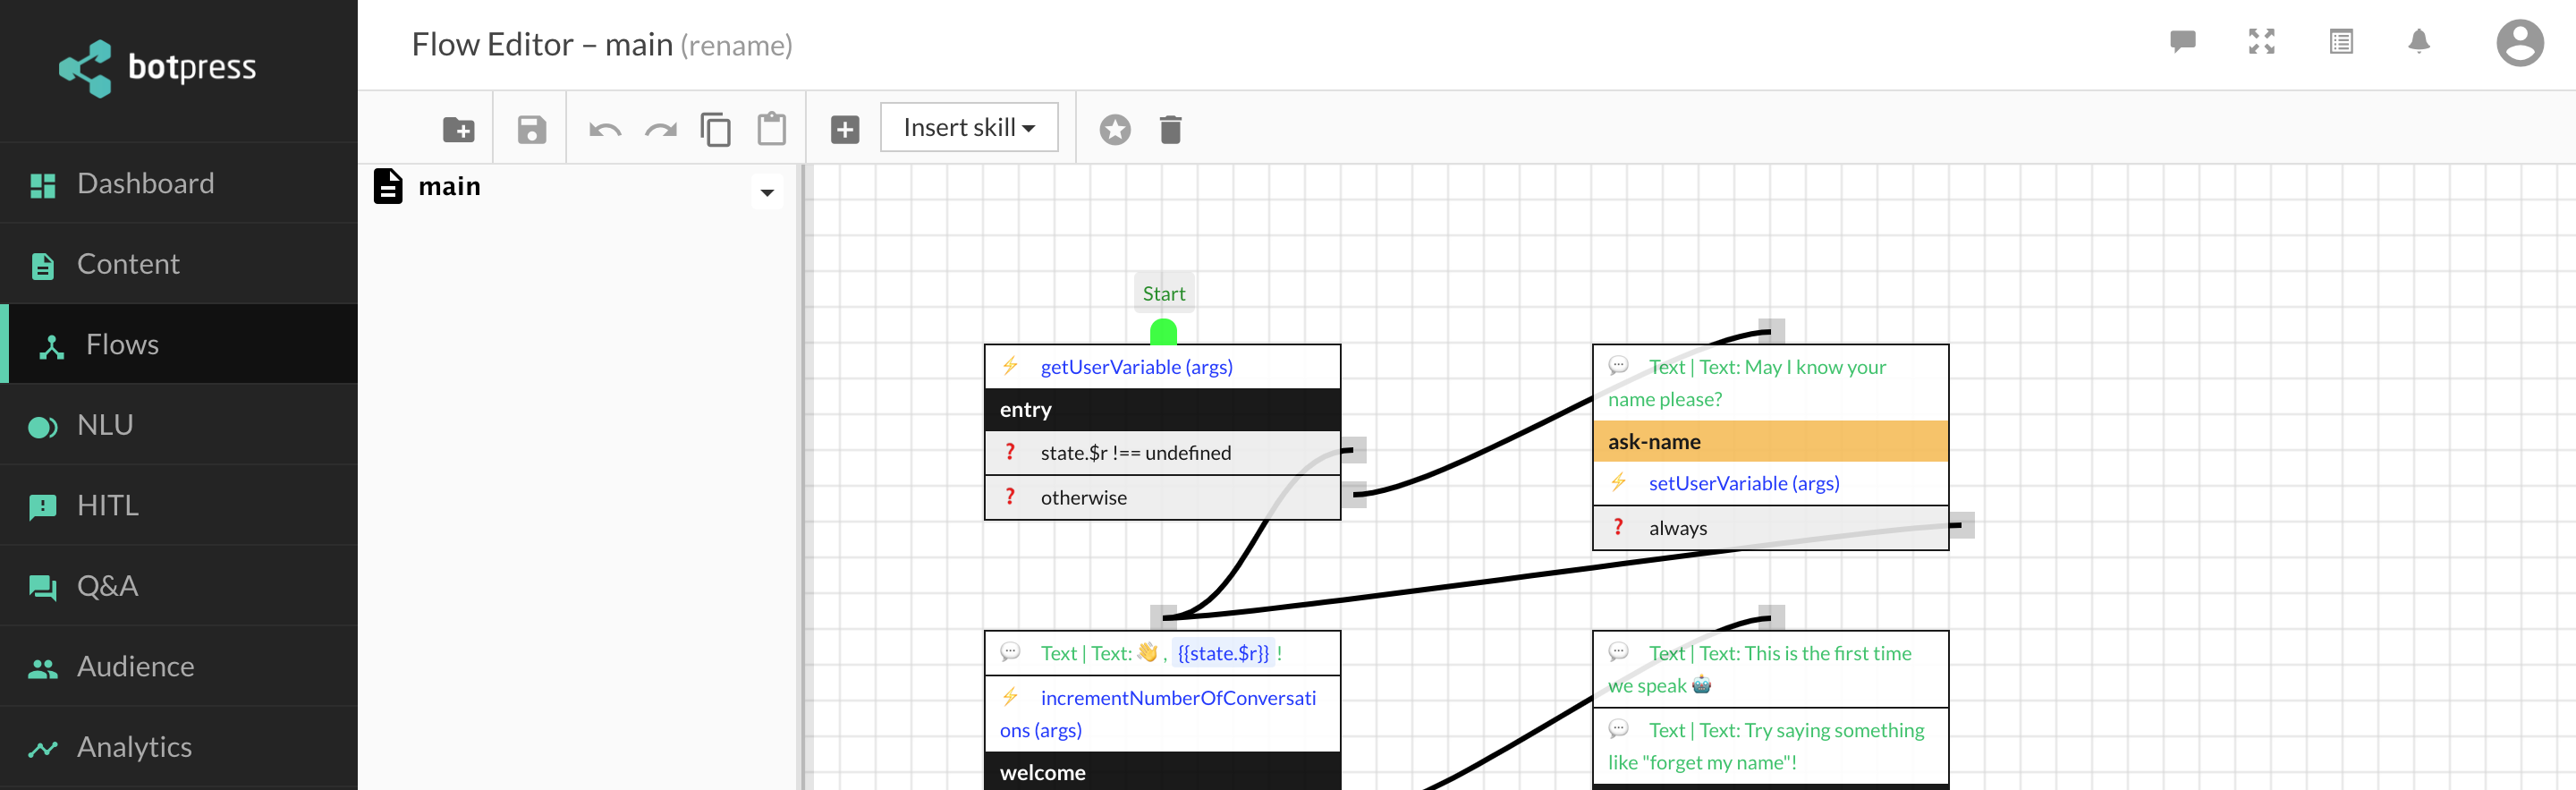 botpress
Flow Editor – main (rename)
Insert skill
Dashboard
Content
Flows
NLU
HITL
Q&A
Audience
Analytics
main
Start
getUserVariable (args)
entry
? state.$r !== undefined
? otherwise
Text | Text: May I know your
name please?
ask-name
setUserVariable (args)
? always
Text | Text: 👋 , {{state.$r}} !
incrementNumberOfConversati
ons (args)
welcome
Text | Text: This is the first time
we speak 🤖
Text | Text: Try saying something
like "forget my name"!